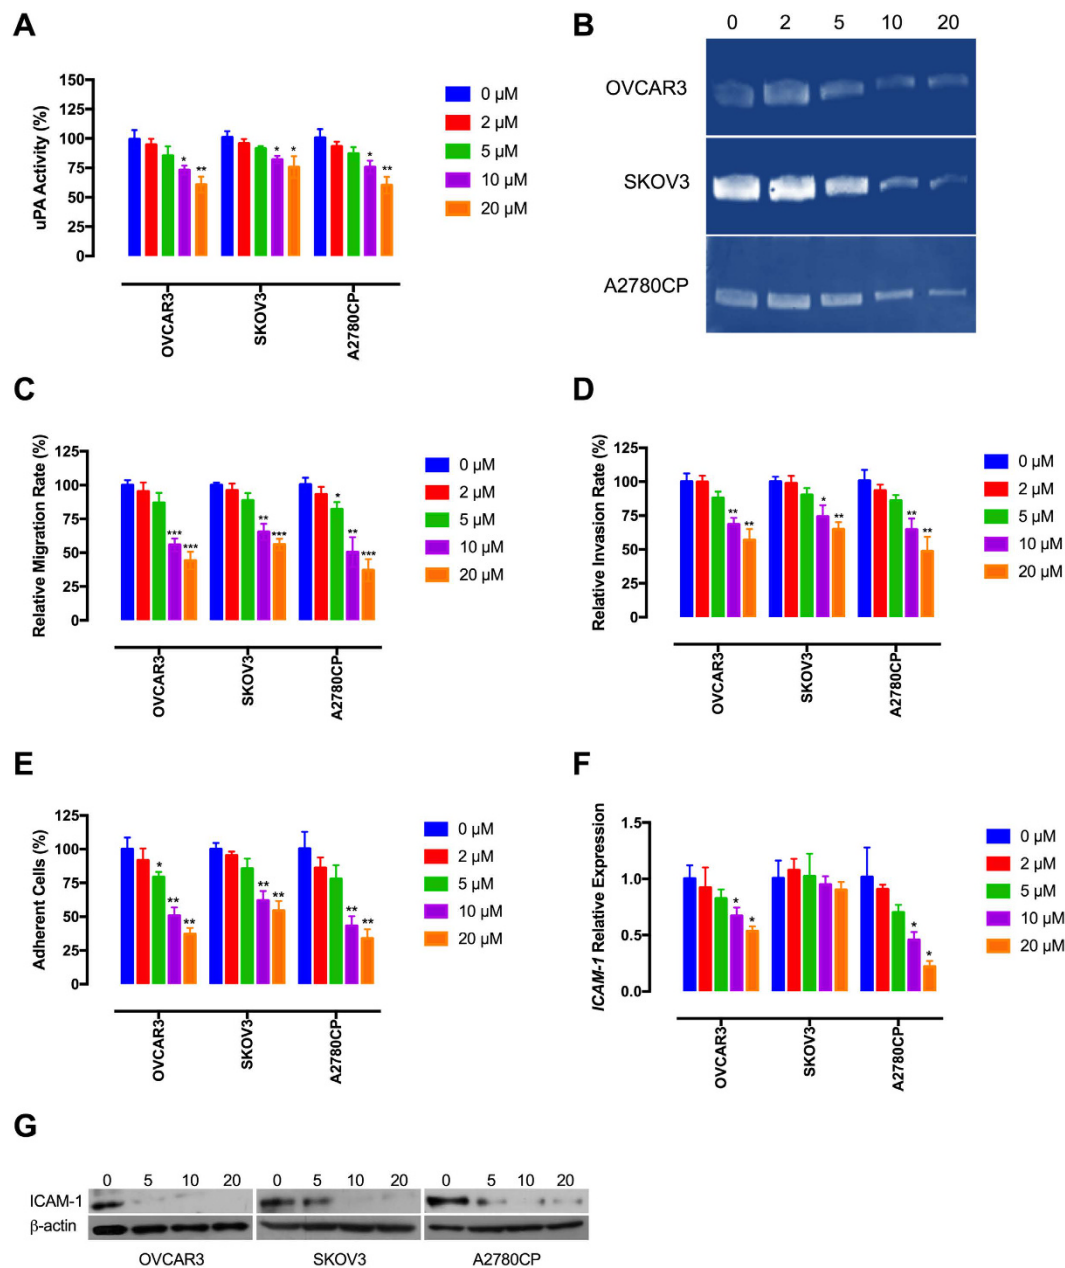 A
uPA Activity (%)
150
125
100
75
50
25
0
* ** * * * **
OVCAR3
SKOV3
A2780CP
0 µM
2 µM
5 µM
10 µM
20 µM
B
0 2 5 10 20
OVCAR3
SKOV3
A2780CP
C
Relative Migration Rate (%)
125
100
75
50
25
0
*** *** ** *** * ** ***
OVCAR3
SKOV3
A2780CP
0 µM
2 µM
5 µM
10 µM
20 µM
D
Relative Invasion Rate (%)
125
100
75
50
25
0
** ** * ** ** **
OVCAR3
SKOV3
A2780CP
0 µM
2 µM
5 µM
10 µM
20 µM
E
Adherent Cells (%)
125
100
75
50
25
0
* ** ** ** ** ** **
OVCAR3
SKOV3
A2780CP
0 µM
2 µM
5 µM
10 µM
20 µM
F
ICAM-1 Relative Expression
1.5
1.0
0.5
0.0
* * * *
OVCAR3
SKOV3
A2780CP
0 µM
2 µM
5 µM
10 µM
20 µM
G
0 5 10 20 0 5 10 20 0 5 10 20
ICAM-1
β-actin
OVCAR3 SKOV3 A2780CP